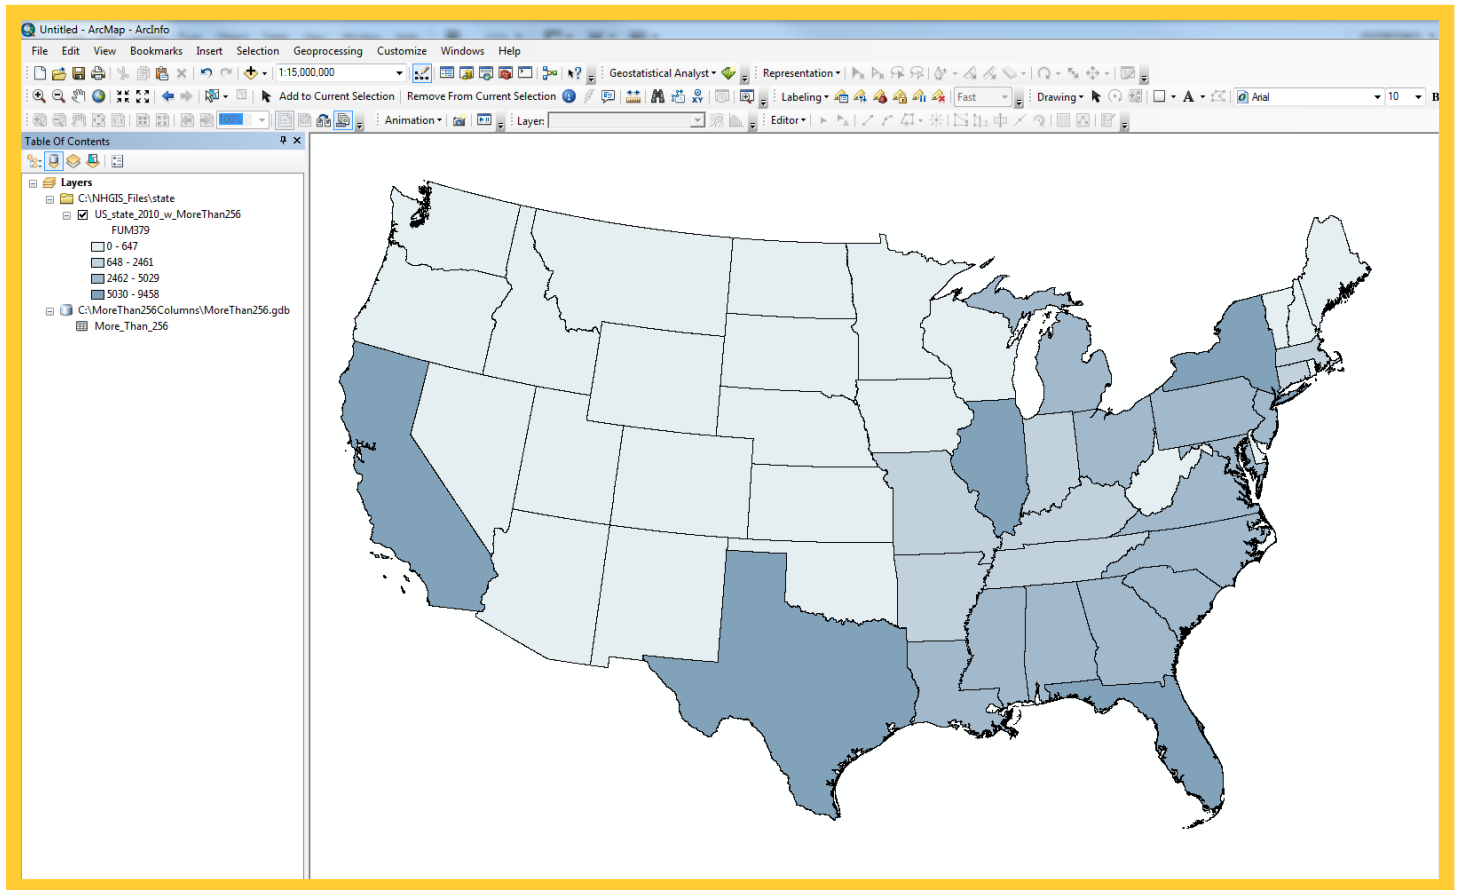 Untitled - ArcMap - ArcInfo
File Edit View Bookmarks Insert Selection Geoprocessing Customize Windows Help
1:15,000,000 Geostatistical Analyst Representation
Add to Current Selection Remove From Current Selection Labeling Fast Drawing Arial 10 B
100% Animation Layer: Editor
Table Of Contents
Layers
C:\NHGIS_Files\state
US_state_2010_w_MoreThan256
FUM379
0 - 647
648 - 2461
2462 - 5029
5030 - 9458
C:\MoreThan256Columns\MoreThan256.gdb
More_Than_256